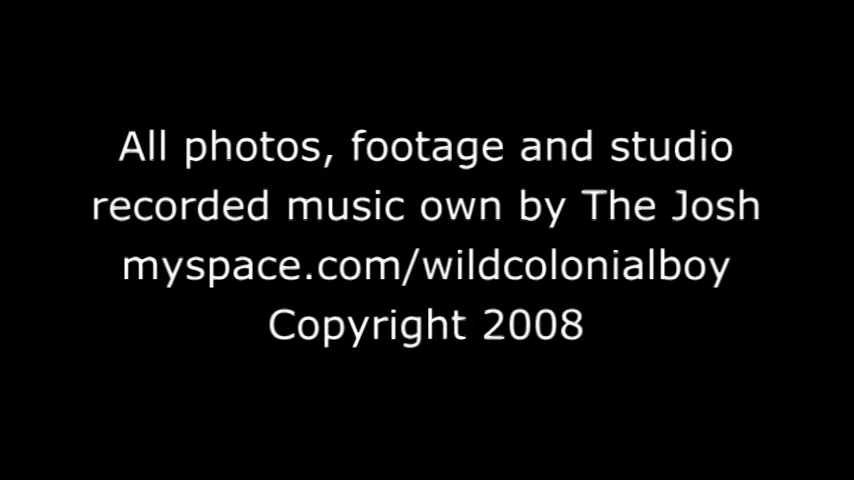 All photos, footage and studio
recorded music own by The Josh
myspace.com/wildcolonialboy
Copyright 2008